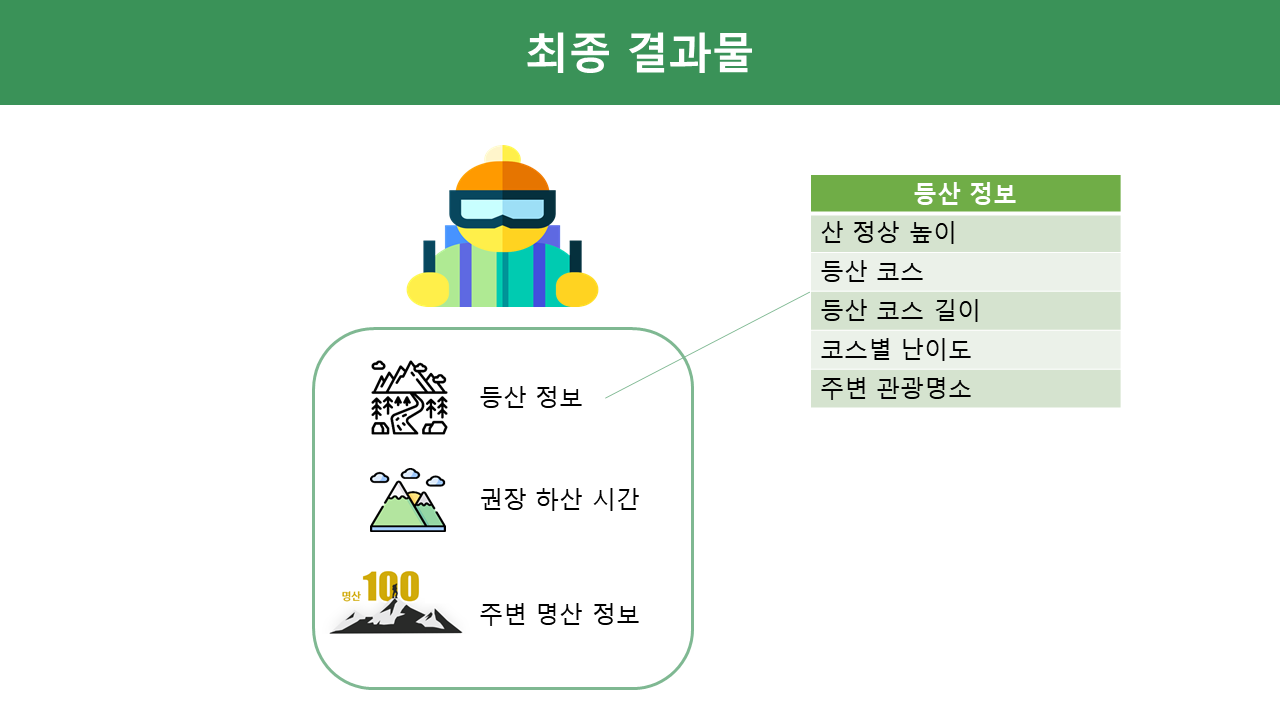 최종 결과물
등산 정보
산 정상 높이
등산 코스
등산 코스 길이
코스별 난이도
주변 관광명소
등산 정보
권장 하산 시간
명산 100
주변 명산 정보